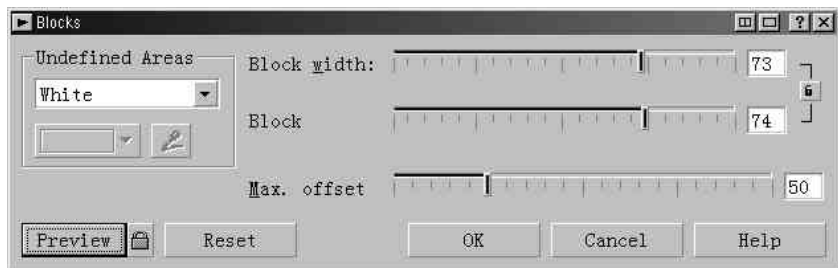 Blocks
Undefined Areas
White
Block width: 73
Block 74
Max. offset 50
Preview Reset OK Cancel Help